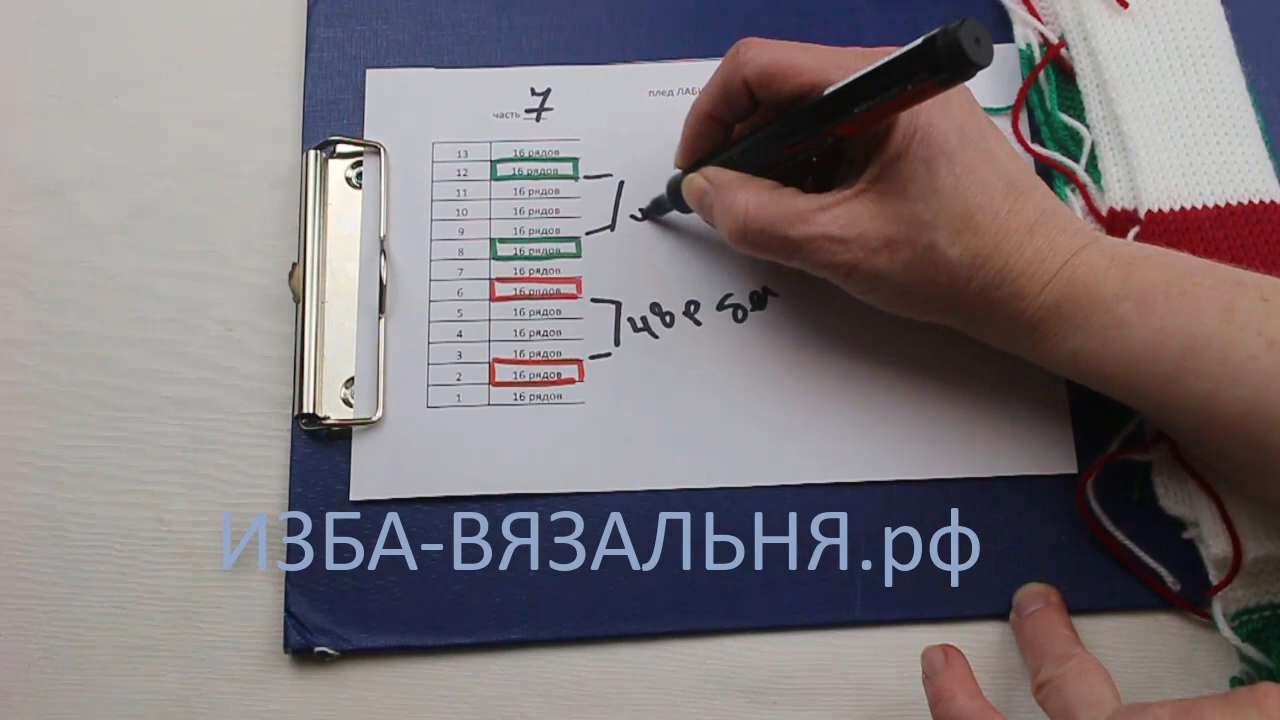 плед
часть 7
13 16 рядов
12 16 рядов
11 16 рядов
10 16 рядов
9 16 рядов
8 16 рядов
7 16 рядов
6 16 рядов
5 16 рядов
4 16 рядов
3 16 рядов
2 16 рядов
1 16 рядов
48 р бел
ИЗБА-ВЯЗАЛЬНЯ.рф